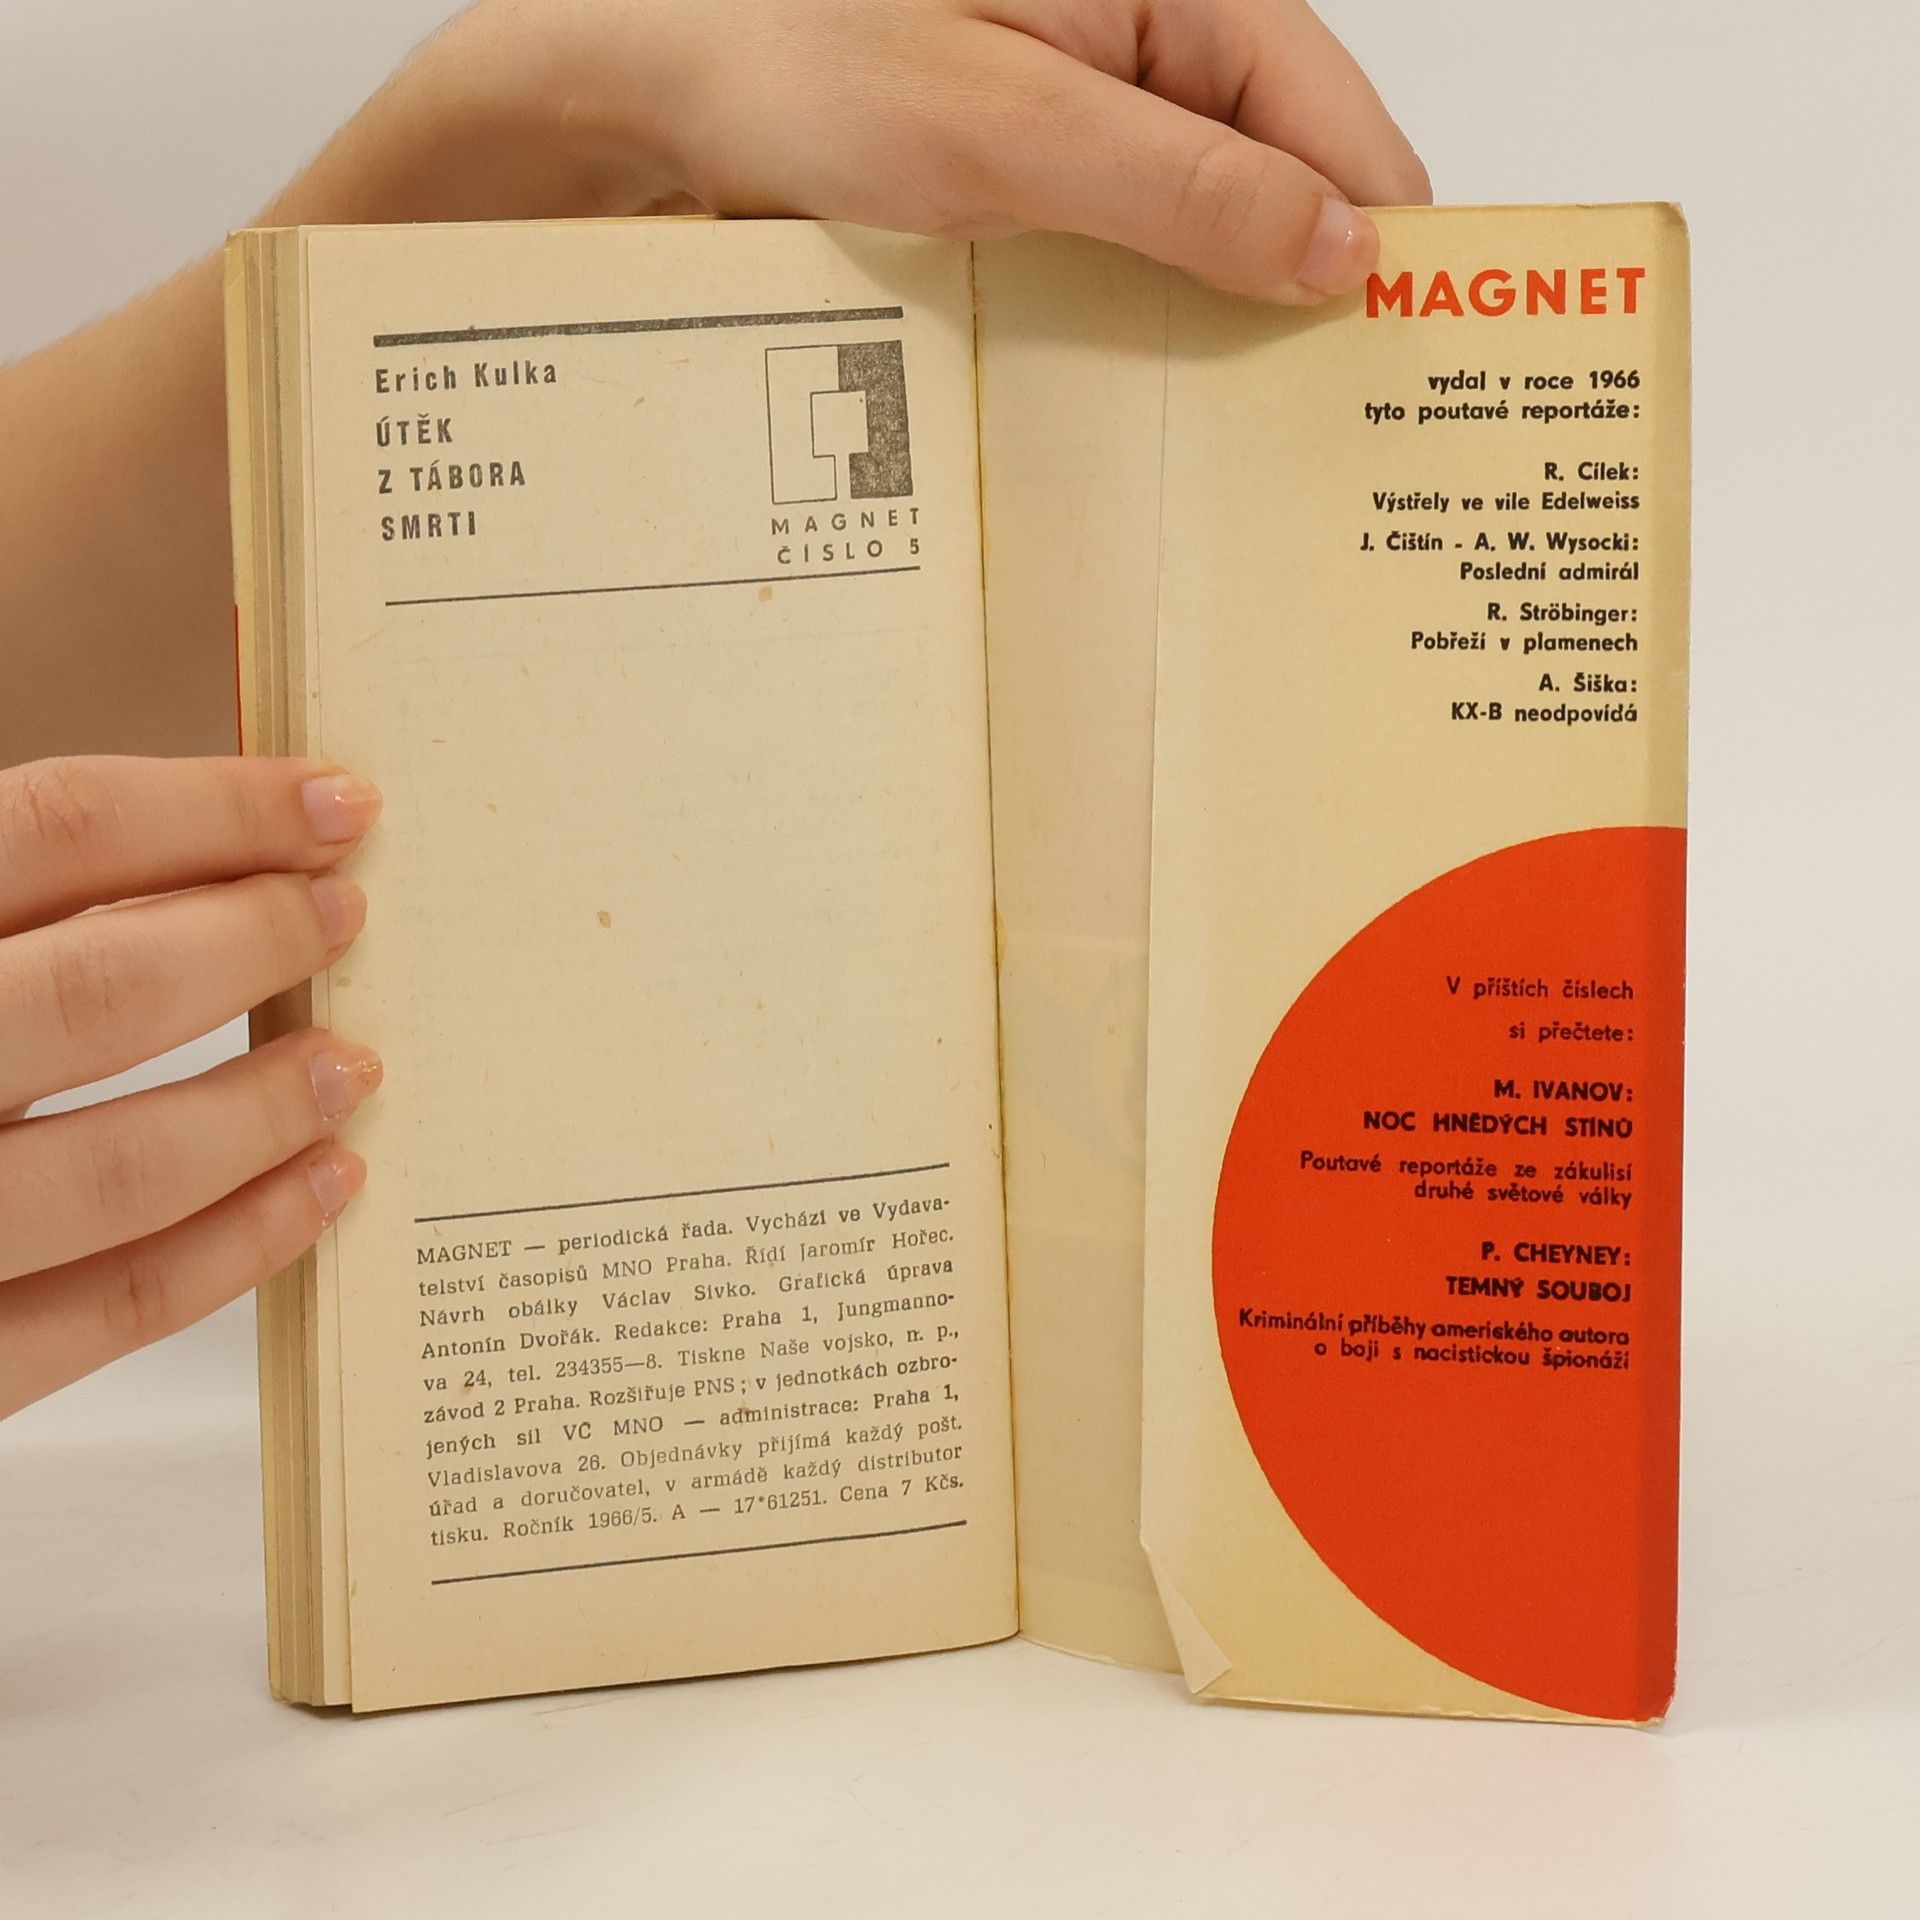 Erich Kulka
ÚTĚK
Z TÁBORA
SMRTI
MAGNET
ČÍSLO 5
MAGNET — periodická řada. Vychází ve Vydava-
telství časopisů MNO Praha. Řídí Jaromír Hořec.
Návrh obálky Václav Sivko. Grafická úprava
Antonín Dvořák. Redakce: Praha 1, Jungmanno-
va 24, tel. 234355—8. Tiskne Naše vojsko, n. p.,
závod 2 Praha. Rozšiřuje PNS; v jednotkách ozbro-
jených sil VČ MNO — administrace: Praha 1,
Vladislavova 26. Objednávky přijímá každý pošt.
úřad a doručovatel, v armádě každý distributor
tisku. Ročník 1966/5. A — 17*61251. Cena 7 Kčs.
MAGNET
vydal v roce 1966
tyto poutavé reportáže:
R. Cílek:
Výstřely ve vile Edelweiss
J. Čištín - A. W. Wysocki:
Poslední admirál
R. Ströbinger:
Pobřeží v plamenech
A. Šiška:
KX-B neodpovídá
V příštích číslech
si přečtete:
M. IVANOV:
NOC HNĚDÝCH STÍNŮ
Poutavé reportáže ze zákulisí
druhé světové války
P. CHEYNEY:
TEMNÝ SOUBOJ
Kriminální příběhy amerického autora
o boji s nacistickou špionáží